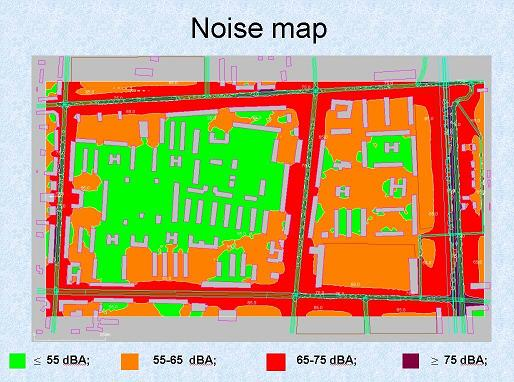 Noise map
≤ 55 dBA; 55-65 dBA; 65-75 dBA; ≥ 75 dBA;